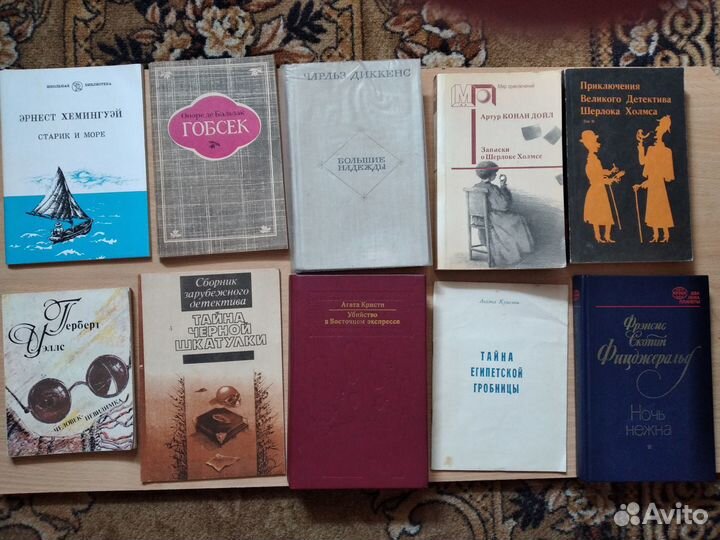 ШКОЛЬНАЯ БИБЛИОТЕКА
ЭРНЕСТ ХЕМИНГУЭЙ
СТАРИК И МОРЕ
Оноре де Бальзак
ГОБСЕК
ЧАРЛЬЗ ДИККЕНС
БОЛЬШИЕ
НАДЕЖДЫ
МП
Мир приключений
Артур КОНАН ДОЙЛ
Записки
о Шерлоке Холмсе
Приключения
Великого Детектива
Шерлока Холмса
Герберт
Уэллс
ЧЕЛОВЕК-НЕВИДИМКА
Сборник
зарубежного
детектива
ТАЙНА
ЧЕРНОЙ
ШКАТУЛКИ
Агата Кристи
Убийство
в Восточном экспрессе
Агата Кристи
ТАЙНА
ЕГИПЕТСКОЙ
ГРОБНИЦЫ
Фрэнсис
Скотт
Фицджеральд
Ночь
нежна
Avito